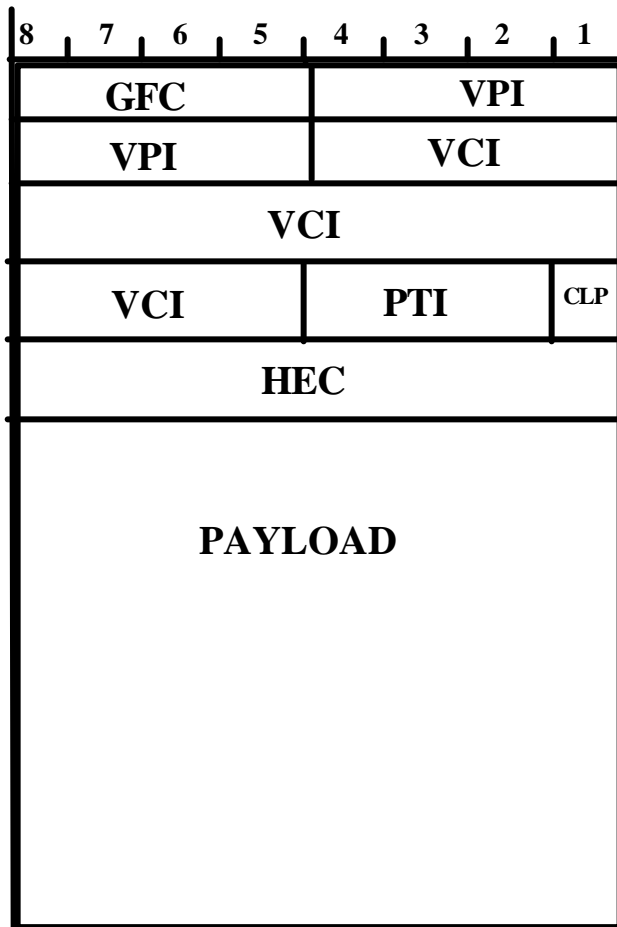 8 7 6 5 4 3 2 1
GFC VPI
VPI VCI
VCI
VCI PTI CLP
HEC
PAYLOAD